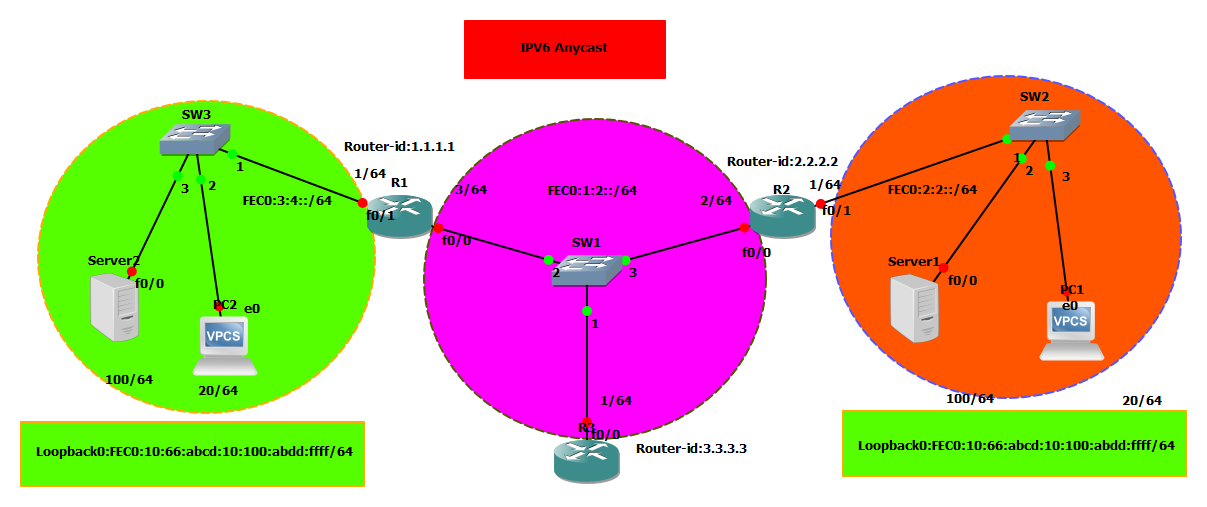 IPV6 Anycast
SW3
1
2
3
FEC0:3:4::/64
Server2
f0/0
PC2
e0
VPCS
100/64
20/64
Loopback0:FEC0:10:66:abcd:10:100:abdd:ffff/64
Router-id:1.1.1.1
1/64
R1
f0/1
3/64
f0/0
FEC0:1:2::/64
SW1
2
3
1
2/64
f0/0
1/64
R3
f0/0
Router-id:3.3.3.3
Router-id:2.2.2.2
R2
1/64
f0/1
SW2
1
2
3
FEC0:2:2::/64
Server1
f0/0
PC1
e0
VPCS
100/64
20/64
Loopback0:FEC0:10:66:abcd:10:100:abdd:ffff/64